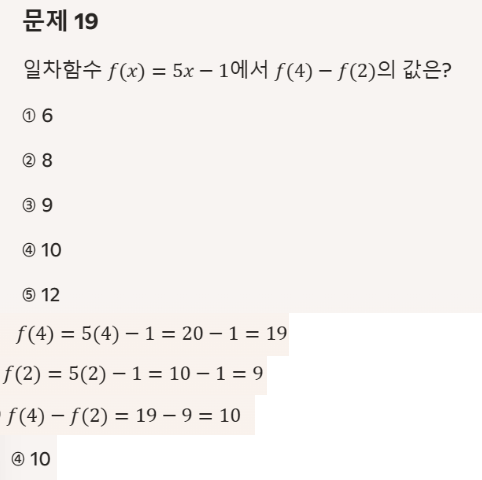 문제 19
일차함수 f(x) = 5x − 1에서 f(4) − f(2)의 값은?
① 6
② 8
③ 9
④ 10
⑤ 12
f(4) = 5(4) − 1 = 20 − 1 = 19
f(2) = 5(2) − 1 = 10 − 1 = 9
f(4) − f(2) = 19 − 9 = 10
④ 10